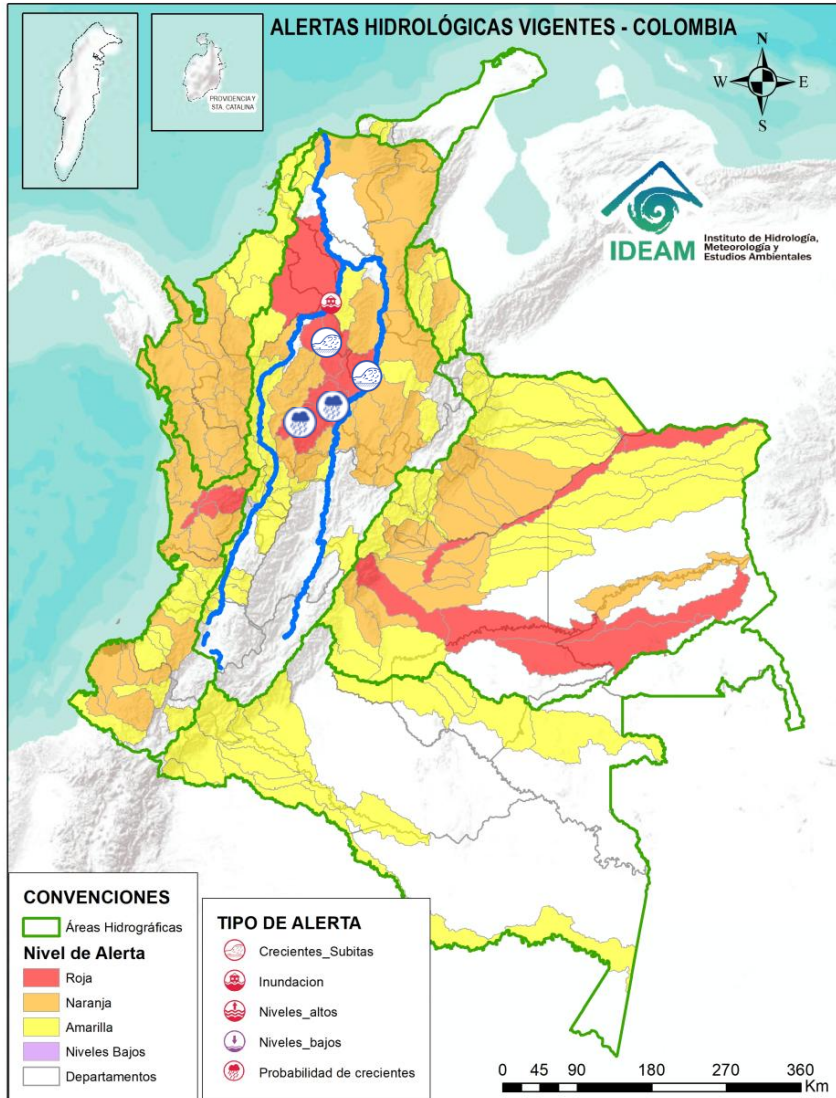 ALERTAS HIDROLÓGICAS VIGENTES - COLOMBIA
PROVIDENCIA Y
STA. CATALINA
N
W
E
S
IDEAM
Instituto de Hidrología,
Meteorología y
Estudios Ambientales
CONVENCIONES
Áreas Hidrográficas
Nivel de Alerta
Roja
Naranja
Amarilla
Niveles Bajos
Departamentos
TIPO DE ALERTA
Crecientes_Subitas
Inundacion
Niveles_altos
Niveles_bajos
Probabilidad de crecientes
0 45 90 180 270 360
Km